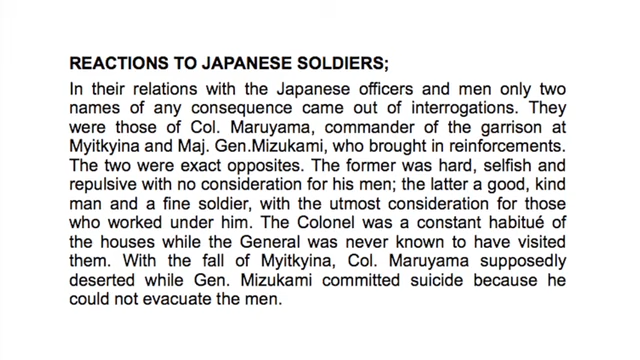 REACTIONS TO JAPANESE SOLDIERS;
In their relations with the Japanese officers and men only two
names of any consequence came out of interrogations. They
were those of Col. Maruyama, commander of the garrison at
Myitkyina and Maj. Gen.Mizukami, who brought in reinforcements.
The two were exact opposites. The former was hard, selfish and
repulsive with no consideration for his men; the latter a good, kind
man and a fine soldier, with the utmost consideration for those
who worked under him. The Colonel was a constant habitué of
the houses while the General was never known to have visited
them. With the fall of Myitkyina, Col. Maruyama supposedly
deserted while Gen. Mizukami committed suicide because he
could not evacuate the men.